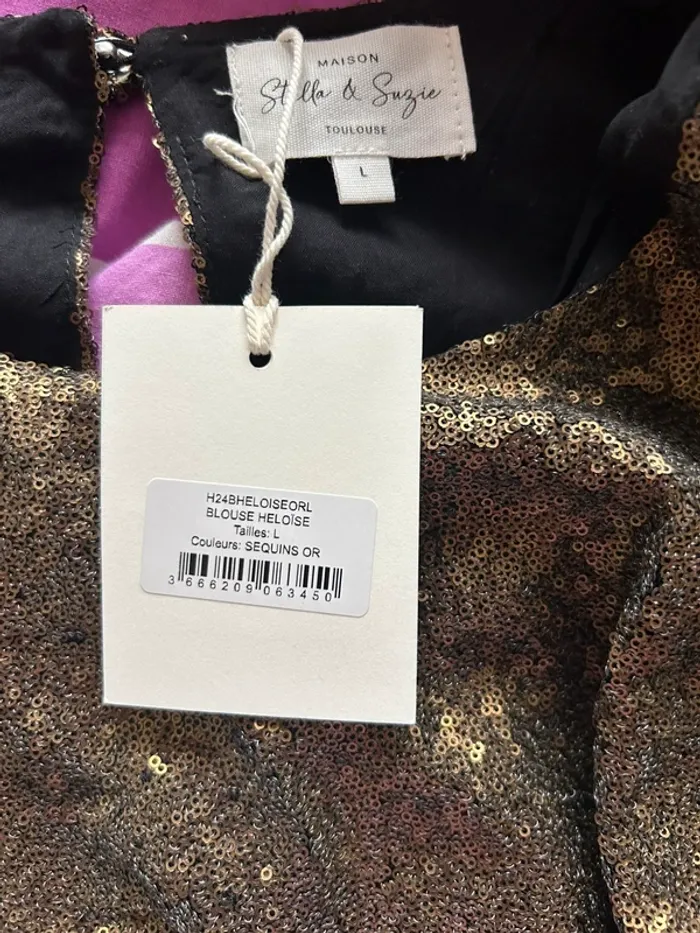 MAISON
Stella & Suzie
TOULOUSE
L
H24BHELOISEORL
BLOUSE HELOÏSE
Tailles: L
Couleurs: SEQUINS OR
3 666209 063450